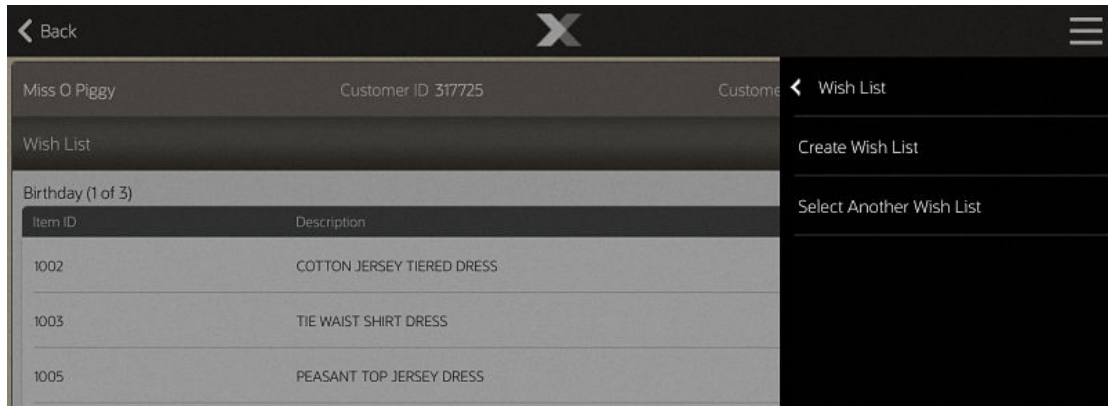 Back
Miss O Piggy Customer ID 317725 Custome
Wish List
Birthday (1 of 3)
Item ID Description
1002 COTTON JERSEY TIERED DRESS
1003 TIE WAIST SHIRT DRESS
1005 PEASANT TOP JERSEY DRESS
Wish List
Create Wish List
Select Another Wish List